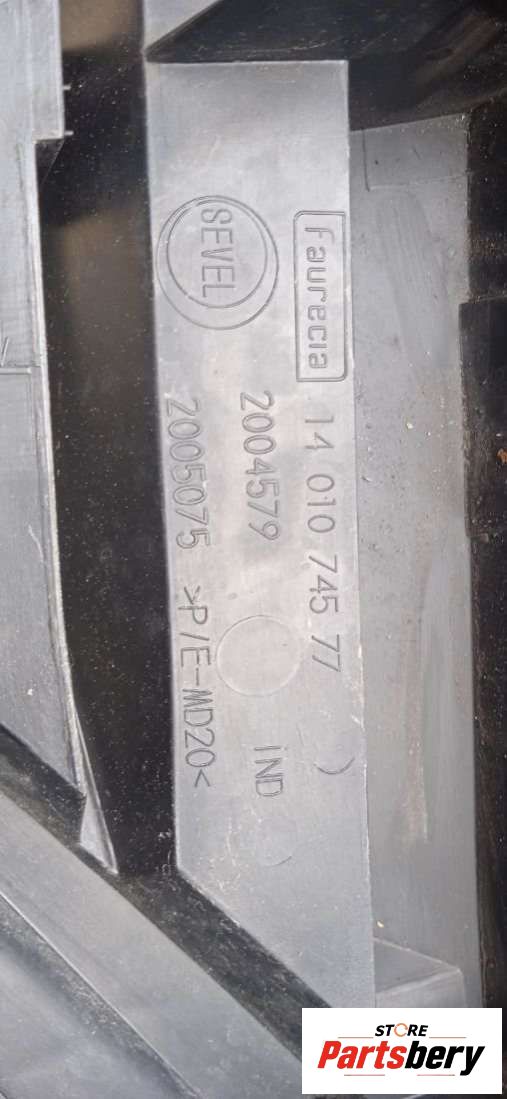 faurecia 14 010 745 77
SEVEL 2004579 IND
2005075 >P/E-MD20<
STORE
Partsbery